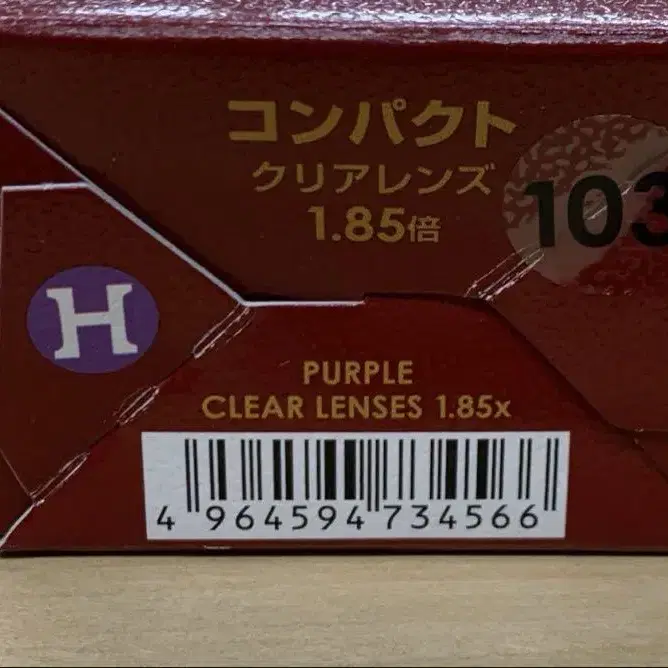 コンパクト
クリアレンズ
1.85倍
103
H
PURPLE
CLEAR LENSES 1.85x
4 964594 734566